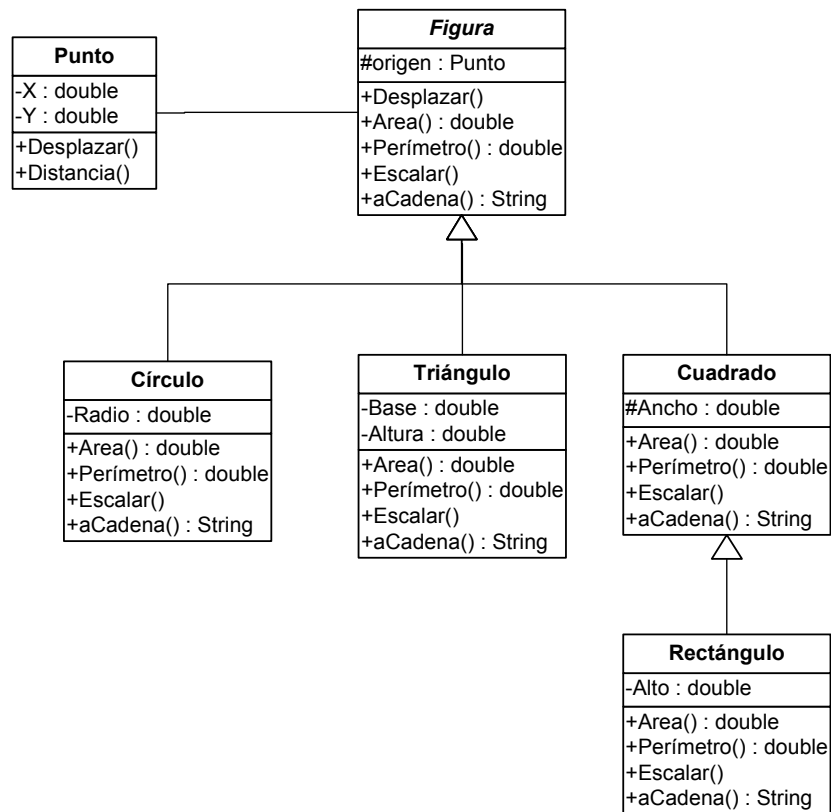 Punto
-X : double
-Y : double
+Desplazar()
+Distancia()
Figura
#origen : Punto
+Desplazar()
+Area() : double
+Perímetro() : double
+Escalar()
+aCadena() : String
Círculo
-Radio : double
+Area() : double
+Perímetro() : double
+Escalar()
+aCadena() : String
Triángulo
-Base : double
-Altura : double
+Area() : double
+Perímetro() : double
+Escalar()
+aCadena() : String
Cuadrado
#Ancho : double
+Area() : double
+Perímetro() : double
+Escalar()
+aCadena() : String
Rectángulo
-Alto : double
+Area() : double
+Perímetro() : double
+Escalar()
+aCadena() : String